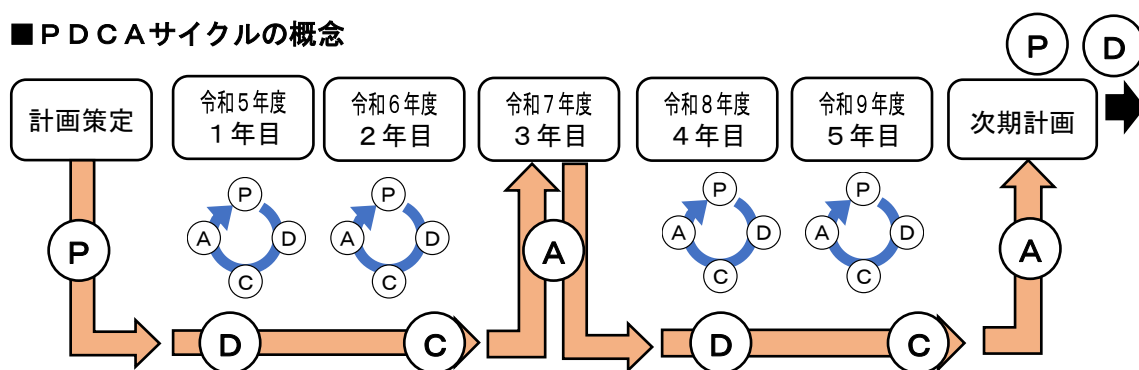 ■ＰＤＣＡサイクルの概念
Ｐ Ｄ
計画策定
令和５年度
１年目
令和６年度
２年目
令和７年度
３年目
令和８年度
４年目
令和９年度
５年目
次期計画
P
D
C
A
P
D
C
A
P
D
C
A
P
D
C
A
Ｐ
Ａ
Ａ
Ｄ
Ｃ
Ｄ
Ｃ